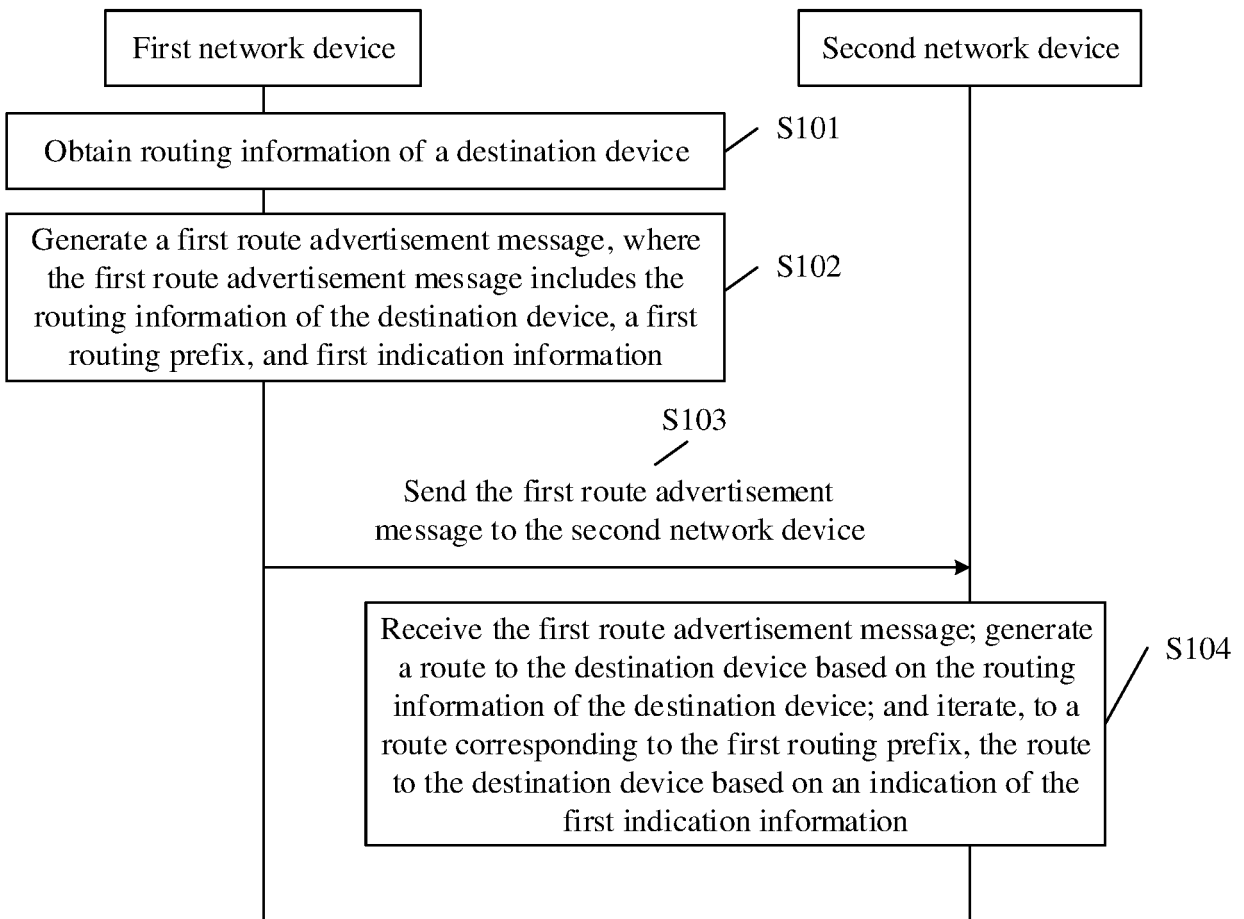 First network device
Second network device
Obtain routing information of a destination device
S101
Generate a first route advertisement message, where
the first route advertisement message includes the
routing information of the destination device, a first
routing prefix, and first indication information
S102
S103
Send the first route advertisement
message to the second network device
Receive the first route advertisement message; generate
a route to the destination device based on the routing
information of the destination device; and iterate, to a
route corresponding to the first routing prefix, the route
to the destination device based on an indication of the
first indication information
S104